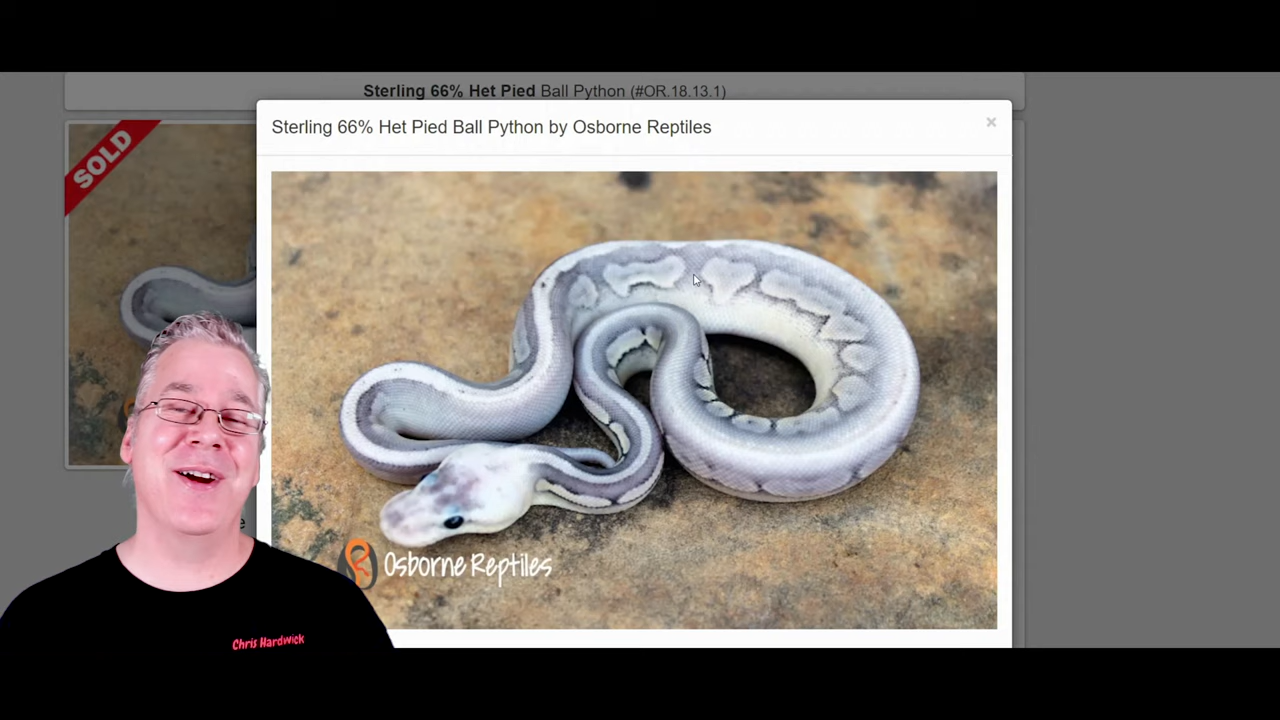 Sterling 66% Het Pied Ball Python (#OR.18.13.1)
Sterling 66% Het Pied Ball Python by Osborne Reptiles
×
SOLD
Osborne Reptiles
Chris Hardwick